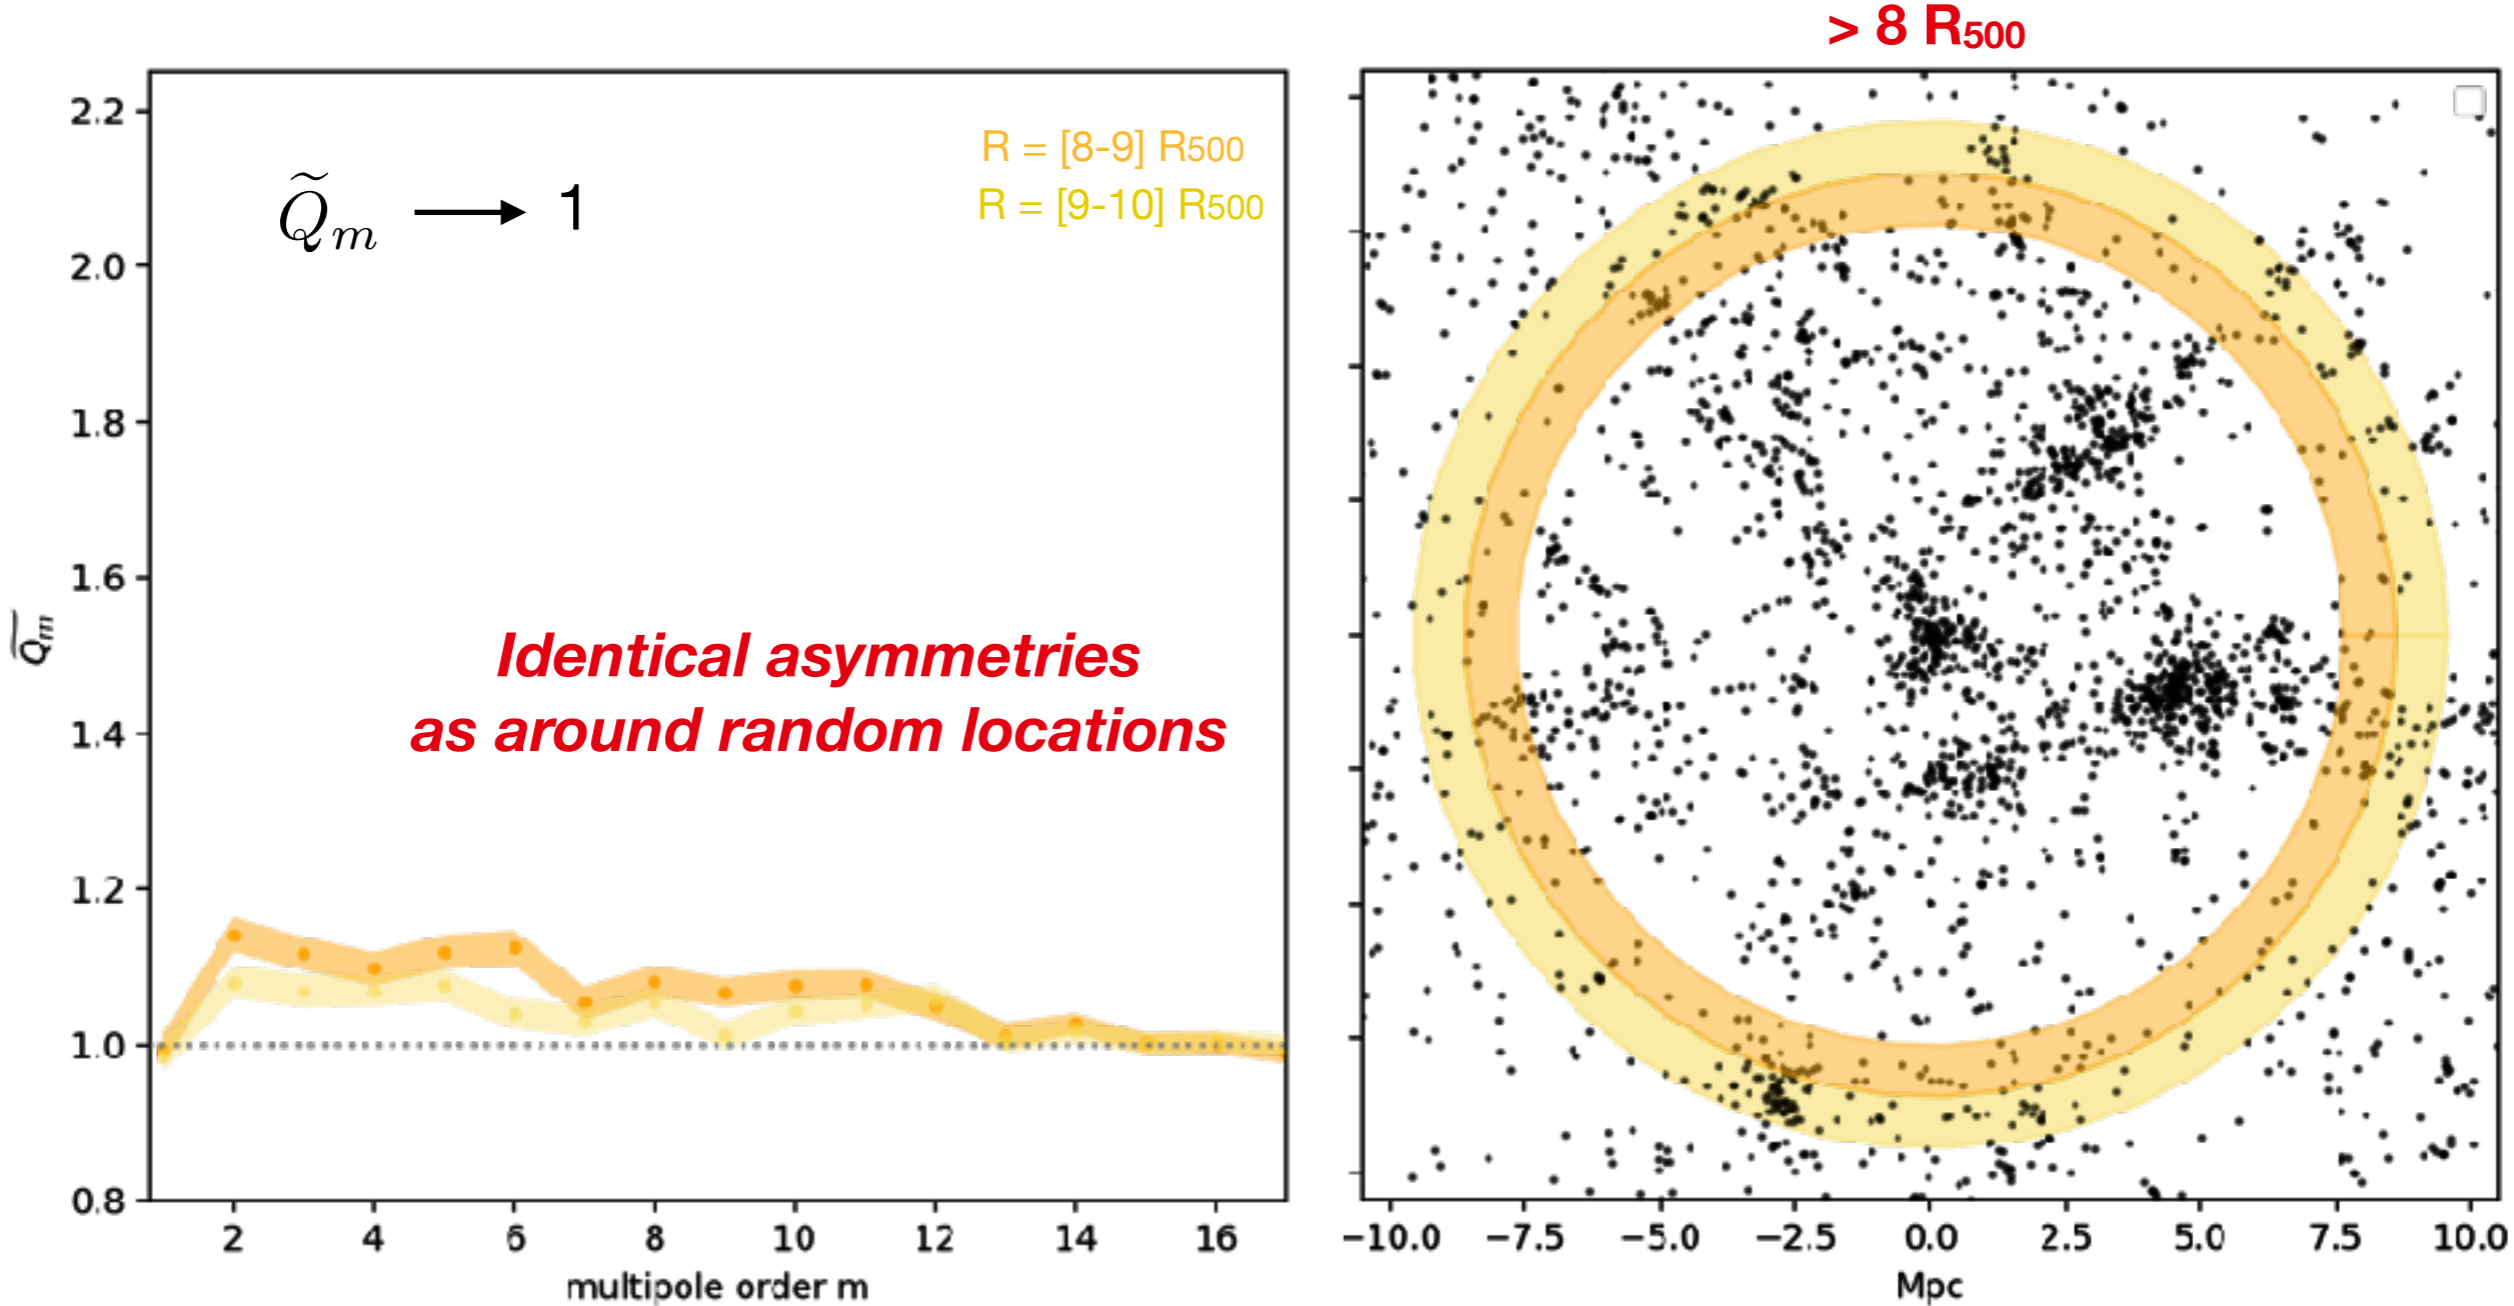 > 8 R500
2.2
2.0
1.8
1.6
1.4
1.2
1.0
0.8
Q̃m
Q̃m ⟶ 1
R = [8-9] R500
R = [9-10] R500
Identical asymmetries
as around random locations
2 4 6 8 10 12 14 16
multipole order m
−10.0 −7.5 −5.0 −2.5 0.0 2.5 5.0 7.5 10.0
Mpc